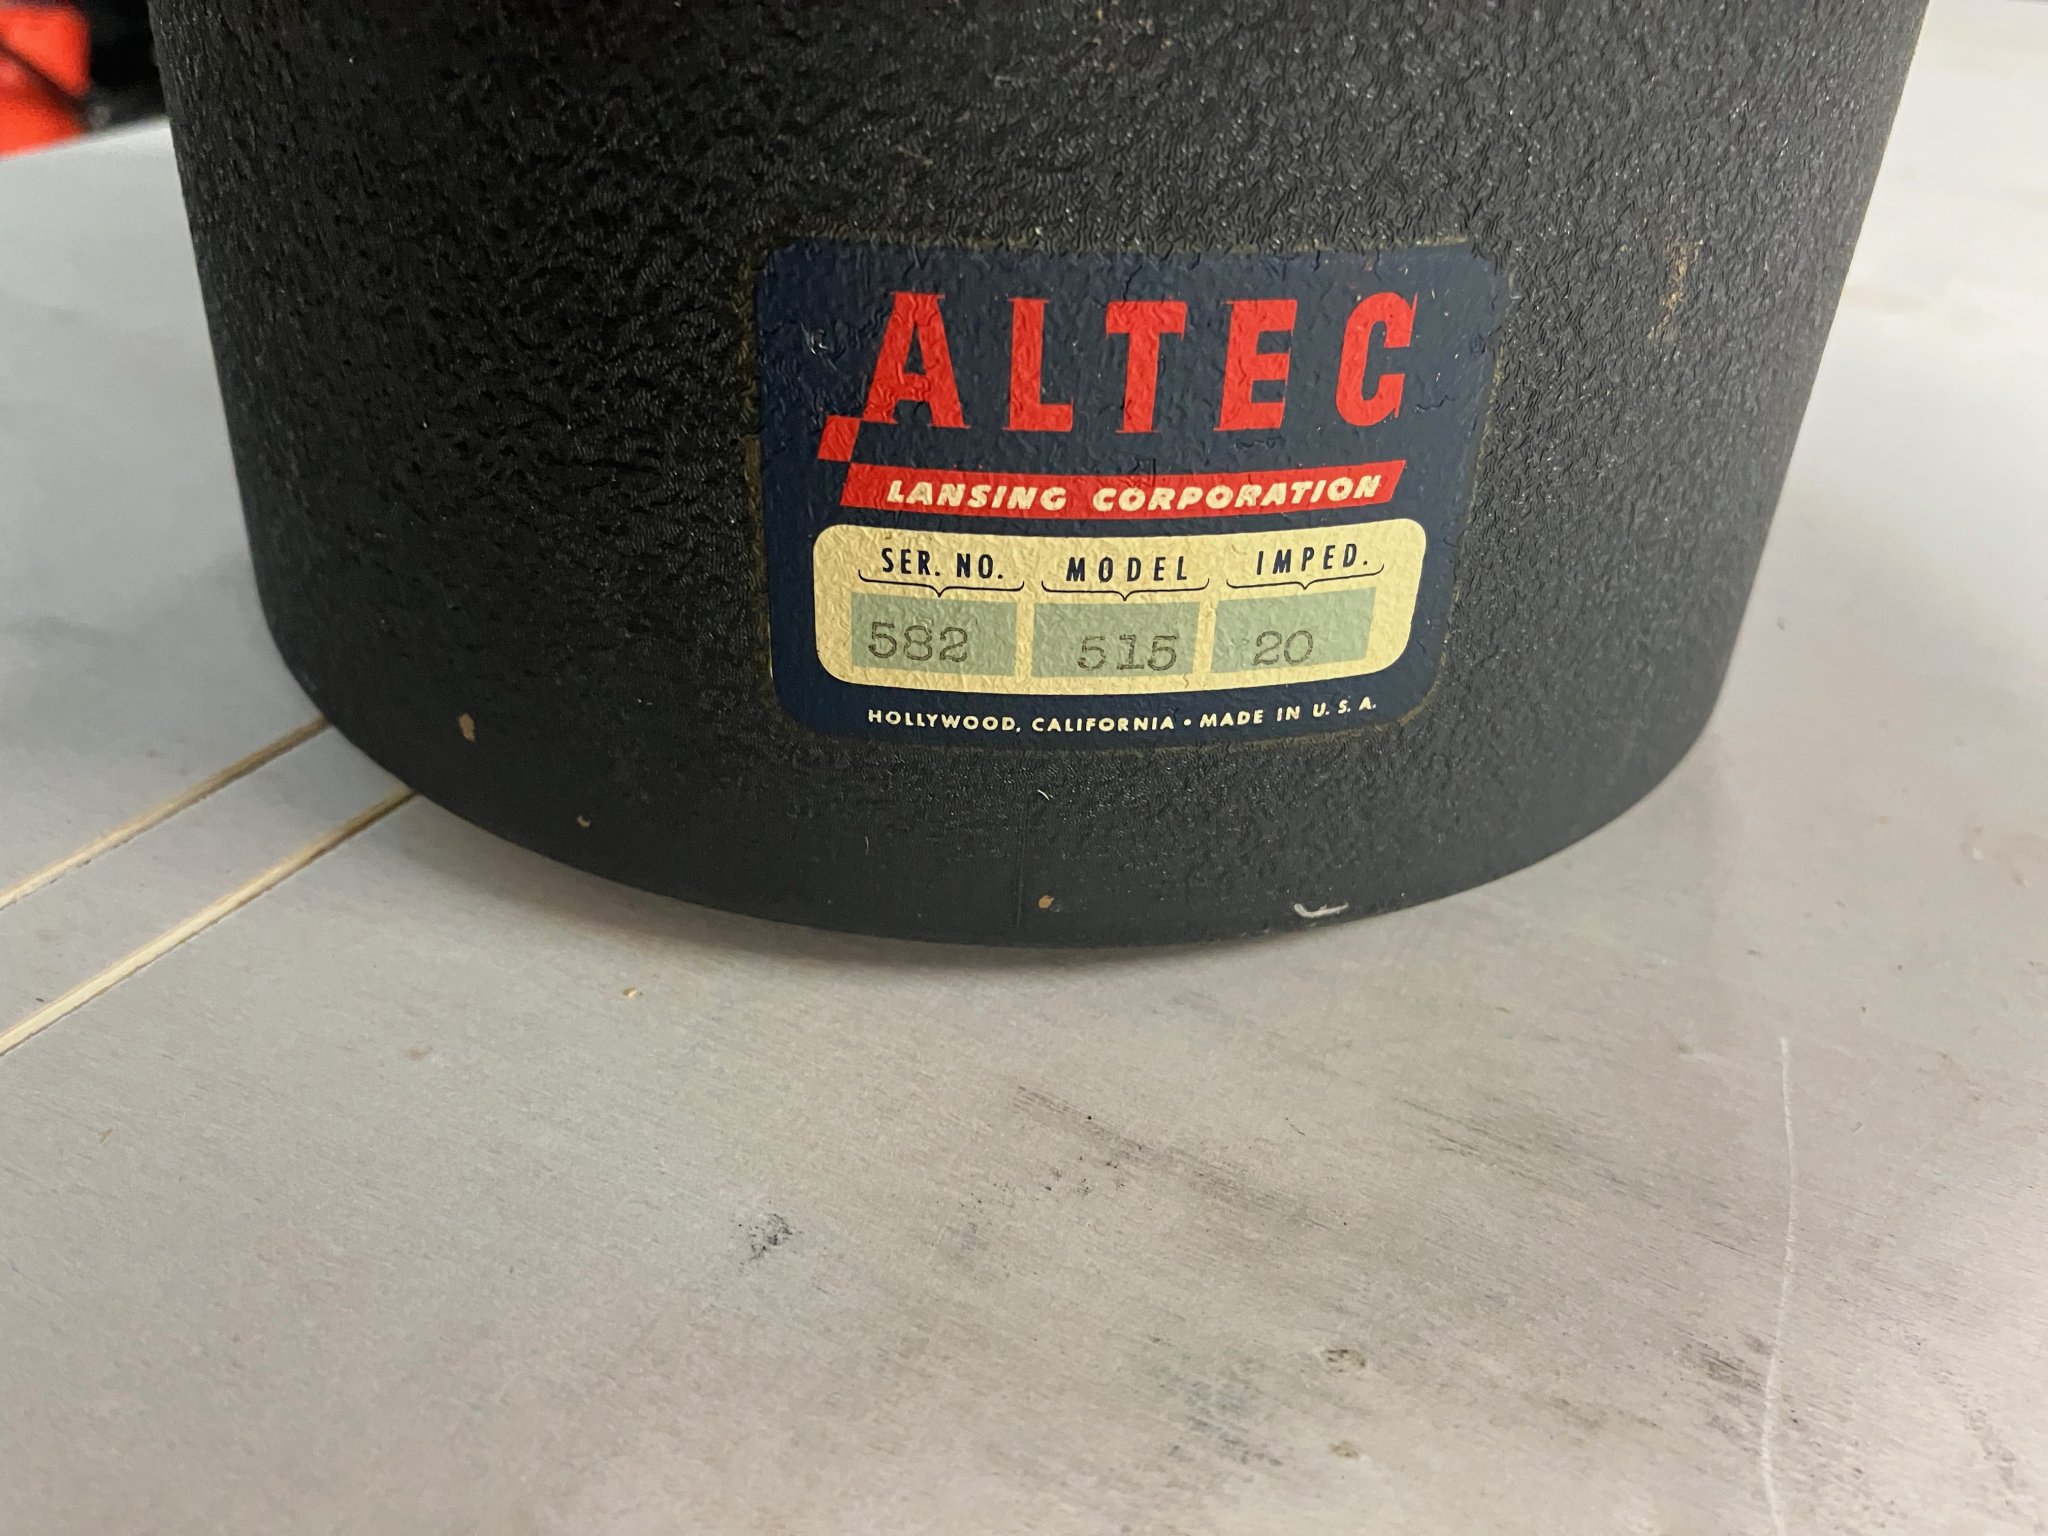 ALTEC
LANSING CORPORATION
SER. NO. MODEL IMPED.
582 515 20
HOLLYWOOD, CALIFORNIA • MADE IN U. S. A.